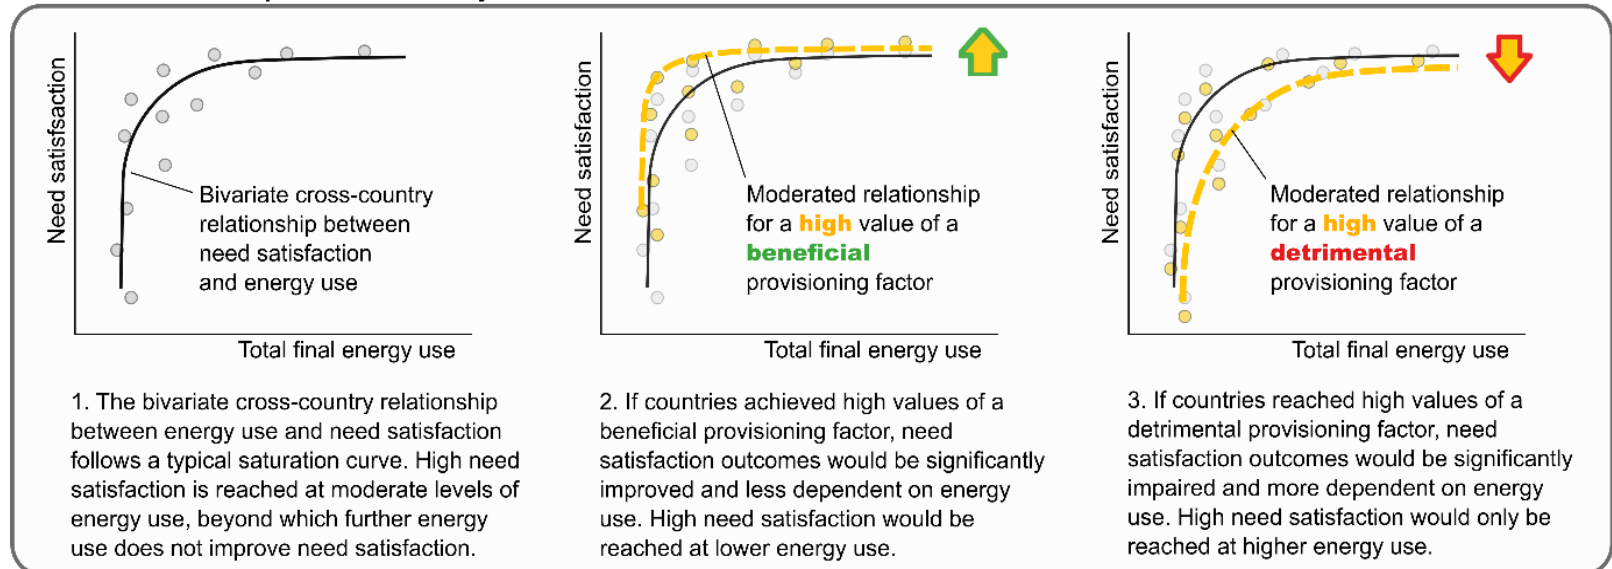 Need satisfsaction
Bivariate cross-country
relationship between
need satisfaction
and energy use
Total final energy use
1. The bivariate cross-country relationship
between energy use and need satisfaction
follows a typical saturation curve. High need
satisfaction is reached at moderate levels of
energy use, beyond which further energy
use does not improve need satisfaction.
Need satisfaction
Moderated relationship
for a high value of a
beneficial
provisioning factor
Total final energy use
2. If countries achieved high values of a
beneficial provisioning factor, need
satisfaction outcomes would be significantly
improved and less dependent on energy
use. High need satisfaction would be
reached at lower energy use.
Need satisfaction
Moderated relationship
for a high value of a
detrimental
provisioning factor
Total final energy use
3. If countries reached high values of a
detrimental provisioning factor, need
satisfaction outcomes would be significantly
impaired and more dependent on energy
use. High need satisfaction would only be
reached at higher energy use.